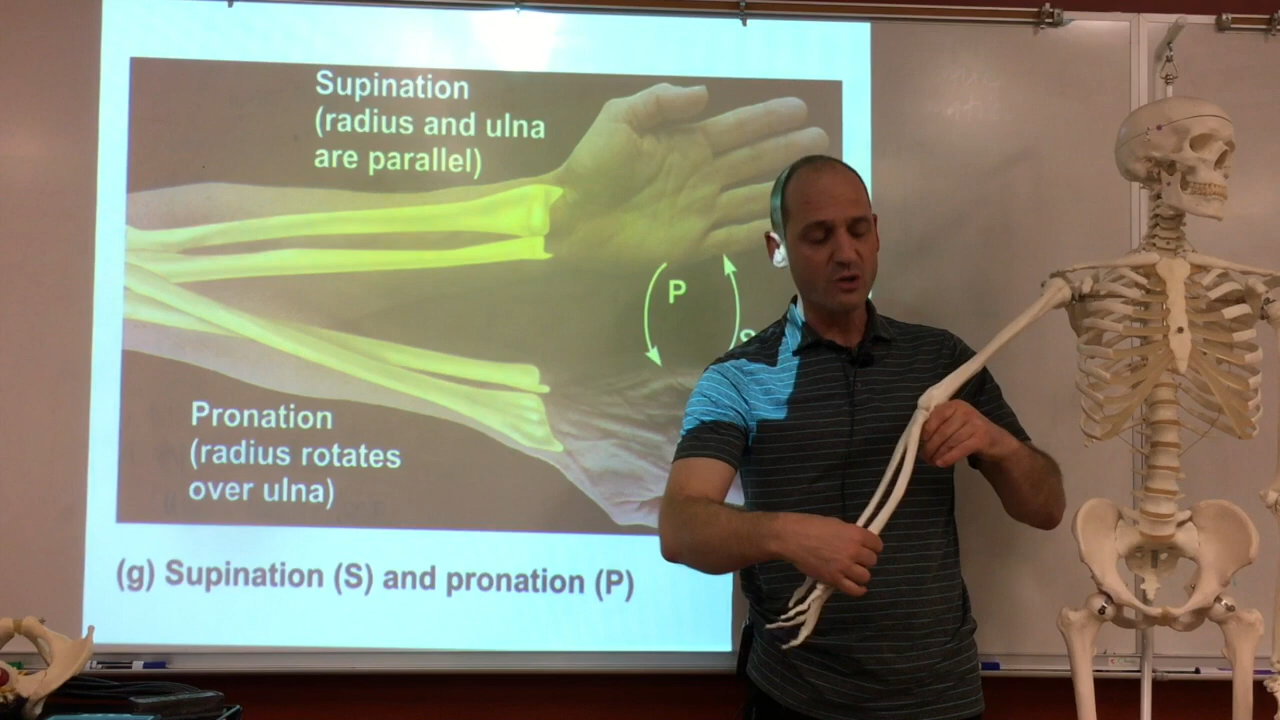 Supination
(radius and ulna
are parallel)
P
S
Pronation
(radius rotates
over ulna)
(g) Supination (S) and pronation (P)